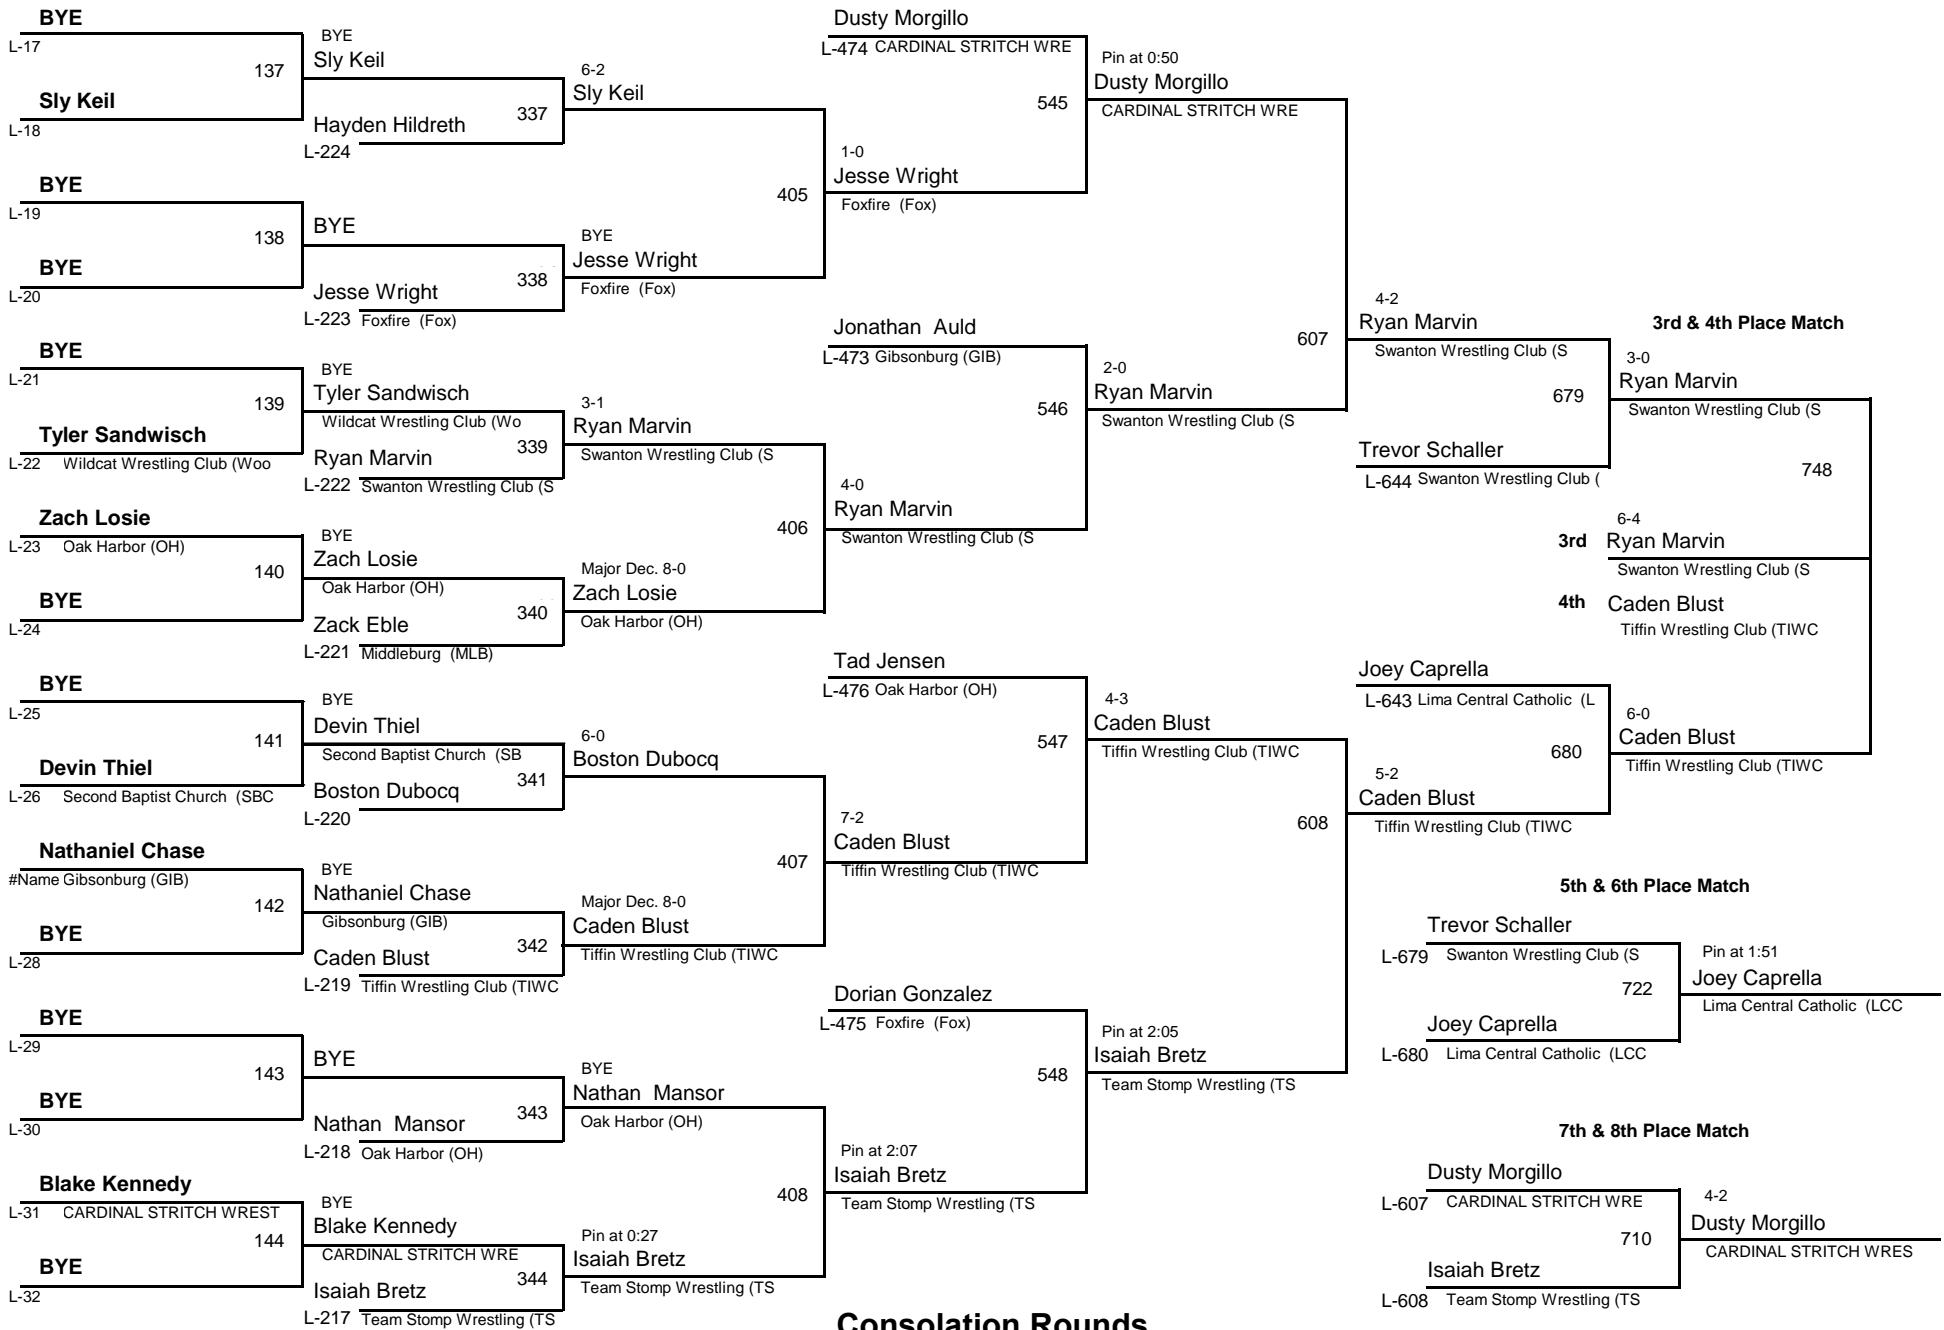 BYE
L-17
137
Sly Keil
L-18
BYE
L-19
138
BYE
L-20
BYE
L-21
139
Tyler Sandwisch
L-22 Wildcat Wrestling Club (Woo
Zach Losie
L-23 Oak Harbor (OH)
140
BYE
L-24
BYE
L-25
141
Devin Thiel
L-26 Second Baptist Church (SBC
Nathaniel Chase
#Name Gibsonburg (GIB)
142
BYE
L-28
BYE
L-29
143
BYE
L-30
Blake Kennedy
L-31 CARDINAL STRITCH WREST
144
BYE
L-32
BYE
Sly Keil
337
Hayden Hildreth
L-224
BYE
338
Jesse Wright
L-223 Foxfire (Fox)
BYE
Tyler Sandwisch
Wildcat Wrestling Club (Wo
339
Ryan Marvin
L-222 Swanton Wrestling Club (S
BYE
Zach Losie
Oak Harbor (OH)
340
Zack Eble
L-221 Middleburg (MLB)
BYE
Devin Thiel
Second Baptist Church (SB
341
Boston Dubocq
L-220
BYE
Nathaniel Chase
Gibsonburg (GIB)
342
Caden Blust
L-219 Tiffin Wrestling Club (TIWC
BYE
343
Nathan Mansor
L-218 Oak Harbor (OH)
BYE
Blake Kennedy
CARDINAL STRITCH WRE
344
Isaiah Bretz
L-217 Team Stomp Wrestling (TS
6-2
Sly Keil
405
BYE
Jesse Wright
Foxfire (Fox)
3-1
Ryan Marvin
Swanton Wrestling Club (S
406
Major Dec. 8-0
Zach Losie
Oak Harbor (OH)
6-0
Boston Dubocq
407
Major Dec. 8-0
Caden Blust
Tiffin Wrestling Club (TIWC
BYE
Nathan Mansor
Oak Harbor (OH)
408
Pin at 0:27
Isaiah Bretz
Team Stomp Wrestling (TS
Dusty Morgillo
L-474 CARDINAL STRITCH WRE
545
1-0
Jesse Wright
Foxfire (Fox)
Jonathan Auld
L-473 Gibsonburg (GIB)
546
4-0
Ryan Marvin
Swanton Wrestling Club (S
Tad Jensen
L-476 Oak Harbor (OH)
547
7-2
Caden Blust
Tiffin Wrestling Club (TIWC
Dorian Gonzalez
L-475 Foxfire (Fox)
548
Pin at 2:07
Isaiah Bretz
Team Stomp Wrestling (TS
Pin at 0:50
Dusty Morgillo
CARDINAL STRITCH WRE
607
2-0
Ryan Marvin
Swanton Wrestling Club (S
4-3
Caden Blust
Tiffin Wrestling Club (TIWC
608
Pin at 2:05
Isaiah Bretz
Team Stomp Wrestling (TS
4-2
Ryan Marvin
Swanton Wrestling Club (S
679
Trevor Schaller
L-644 Swanton Wrestling Club (
3rd & 4th Place Match
3-0
Ryan Marvin
Swanton Wrestling Club (S
748
6-4
3rd Ryan Marvin
Swanton Wrestling Club (S
4th Caden Blust
Tiffin Wrestling Club (TIWC
Joey Caprella
L-643 Lima Central Catholic (L
680
6-0
Caden Blust
Tiffin Wrestling Club (TIWC
5-2
Caden Blust
Tiffin Wrestling Club (TIWC
5th & 6th Place Match
Trevor Schaller
L-679 Swanton Wrestling Club (S
722
Joey Caprella
L-680 Lima Central Catholic (LCC
Pin at 1:51
Joey Caprella
Lima Central Catholic (LCC
7th & 8th Place Match
Dusty Morgillo
L-607 CARDINAL STRITCH WRE
710
Isaiah Bretz
L-608 Team Stomp Wrestling (TS
4-2
Dusty Morgillo
CARDINAL STRITCH WRES
Consolation Rounds